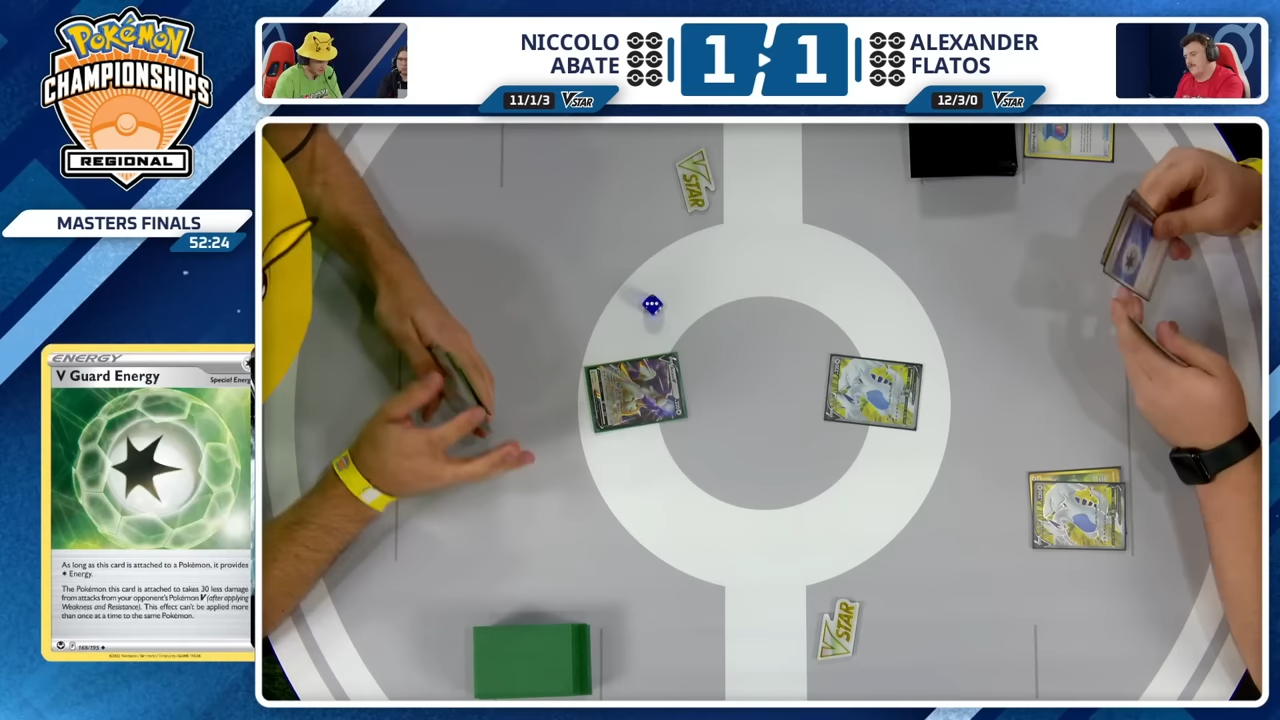 Pokémon
CHAMPIONSHIPS
REGIONAL
MASTERS FINALS
52:24
NICCOLO
ABATE
11/1/3 VSTAR
1 1
ALEXANDER
FLATOS
12/3/0 VSTAR
VSTAR
VSTAR
ENERGY
V Guard Energy
Special Energ
As long as this card is attached to a Pokémon, it provides
Energy.
The Pokémon this card is attached to takes 30 less damage
from attacks from your opponent's Pokémon V (after applying
Weakness and Resistance). This effect can't be applied more
than once at a time to the same Pokémon.
169/195